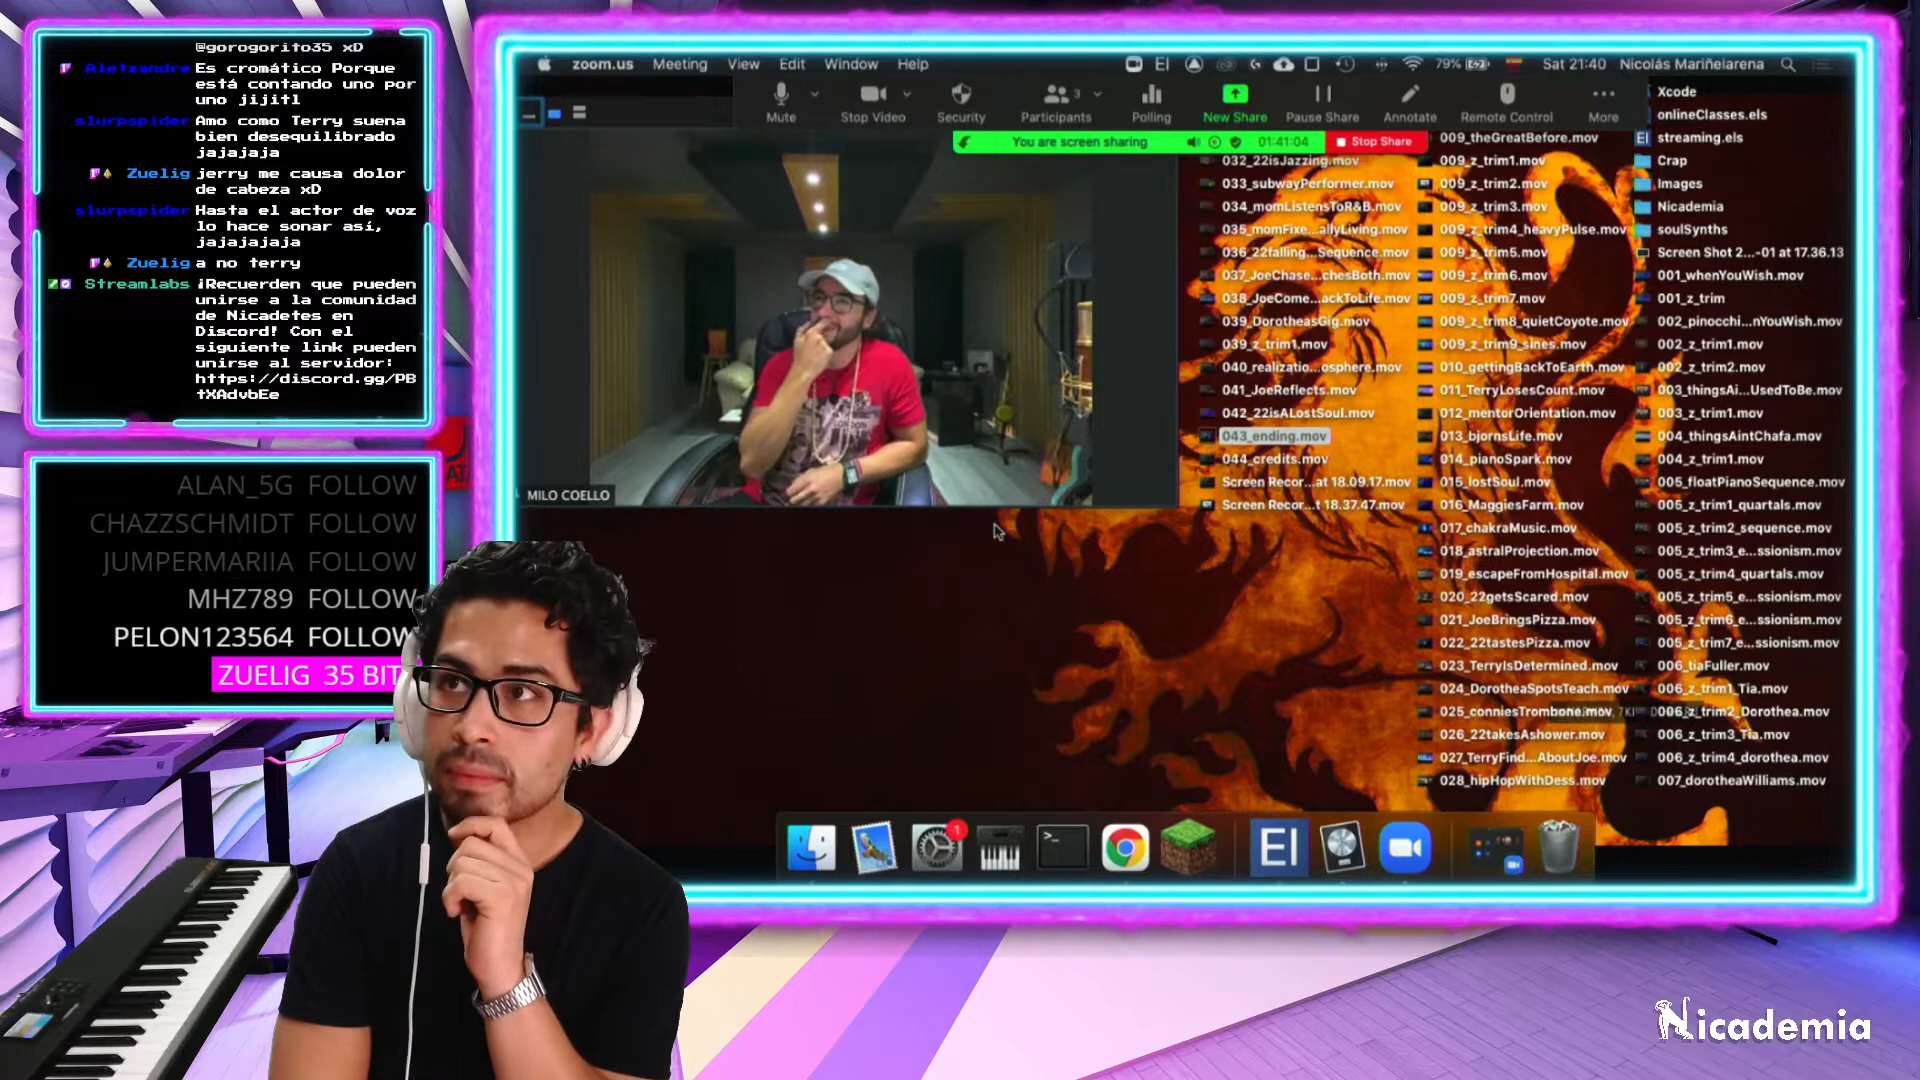 @gorogorito35 xD
Aletzandre Es cromático Porque
está contando uno por
uno jijitl
slurpspider Amo como Terry suena
bien desequilibrado
jajajaja
Zuelig jerry me causa dolor
de cabeza xD
slurpspider Hasta el actor de voz
lo hace sonar así,
jajajajaja
Zuelig a no terry
Streamlabs ¡Recuerden que pueden
unirse a la comunidad
de Nicadetes en
Discord! Con el
siguiente link pueden
unirse al servidor:
https://discord.gg/PB
tXAdvbEe
ALAN_5G FOLLOW
CHAZZSCHMIDT FOLLOW
JUMPERMARIIA FOLLOW
MHZ789 FOLLOW
PELON123564 FOLLOW
ZUELIG 35 BIT
zoom.us Meeting View Edit Window Help
EI
79%
Sat 21:40 Nicolás Mariñelarena
Mute
Stop Video
Security
Participants 3
Polling
New Share
Pause Share
Annotate
Remote Control
More
You are screen sharing
01:41:04
Stop Share
MILO COELLO
032_22isJazzing.mov
033_subwayPerformer.mov
034_momListensToR&B.mov
035_momFixe...allyLiving.mov
036_22falling...Sequence.mov
037_JoeChase...chesBoth.mov
038_JoeCome...ackToLife.mov
039_DorotheasGig.mov
039_z_trim1.mov
040_realizatio...osphere.mov
041_JoeReflects.mov
042_22isALostSoul.mov
043_ending.mov
044_credits.mov
Screen Recor...at 18.09.17.mov
Screen Recor...t 18.37.47.mov
009_theGreatBefore.mov
009_z_trim1.mov
009_z_trim2.mov
009_z_trim3.mov
009_z_trim4_heavyPulse.mov
009_z_trim5.mov
009_z_trim6.mov
009_z_trim7.mov
009_z_trim8_quietCoyote.mov
009_z_trim9_sines.mov
010_gettingBackToEarth.mov
011_TerryLosesCount.mov
012_mentorOrientation.mov
013_bjornsLife.mov
014_pianoSpark.mov
015_lostSoul.mov
016_MaggiesFarm.mov
017_chakraMusic.mov
018_astralProjection.mov
019_escapeFromHospital.mov
020_22getsScared.mov
021_JoeBringsPizza.mov
022_22tastesPizza.mov
023_TerryIsDetermined.mov
024_DorotheaSpotsTeach.mov
025_conniesTrombone.mov
026_22takesAshower.mov
027_TerryFind...AboutJoe.mov
028_hipHopWithDess.mov
Xcode
onlineClasses.els
EI streaming.els
Crap
Images
Nicademia
soulSynths
Screen Shot 2...-01 at 17.36.13
001_whenYouWish.mov
001_z_trim
002_pinocchi...nYouWish.mov
002_z_trim1.mov
002_z_trim2.mov
003_thingsAi...UsedToBe.mov
003_z_trim1.mov
004_thingsAintChafa.mov
004_z_trim1.mov
005_floatPianoSequence.mov
005_z_trim1_quartals.mov
005_z_trim2_sequence.mov
005_z_trim3_e...ssionism.mov
005_z_trim4_quartals.mov
005_z_trim5_e...ssionism.mov
005_z_trim6_e...ssionism.mov
005_z_trim7_e...ssionism.mov
006_tiaFuller.mov
006_z_trim1_Tia.mov
006_z_trim2_Dorothea.mov
006_z_trim3_Tia.mov
006_z_trim4_dorothea.mov
007_dorotheaWilliams.mov
1
EI
Nicademia